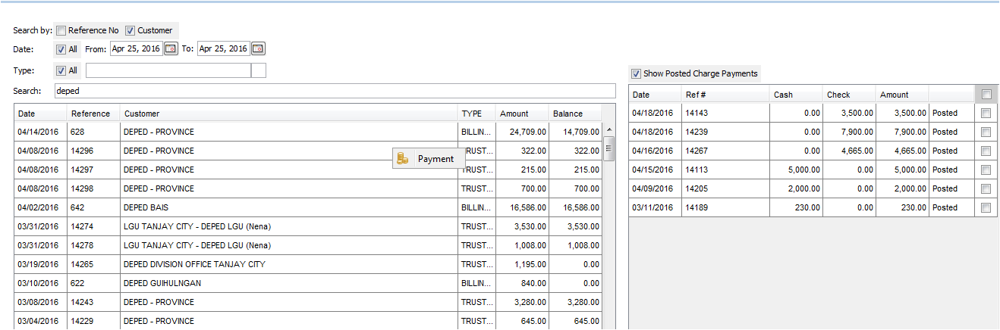 Search by: Reference No Customer
Date: All From: Apr 25, 2016 To: Apr 25, 2016
Type: All
Search: deped
Date Reference Customer TYPE Amount Balance
04/14/2016 628 DEPED - PROVINCE BILLIN... 24,709.00 14,709.00
04/08/2016 14296 DEPED - PROVINCE TRUST... 322.00 322.00
Payment
04/08/2016 14297 DEPED - PROVINCE TRUST... 215.00 215.00
04/08/2016 14298 DEPED - PROVINCE TRUST... 700.00 700.00
04/02/2016 642 DEPED BAIS BILLIN... 16,586.00 16,586.00
03/31/2016 14274 LGU TANJAY CITY - DEPED LGU (Nena) TRUST... 3,530.00 3,530.00
03/31/2016 14278 LGU TANJAY CITY - DEPED LGU (Nena) TRUST... 1,008.00 1,008.00
03/19/2016 14265 DEPED DIVISION OFFICE TANJAY CITY TRUST... 1,195.00 0.00
03/10/2016 622 DEPED GUIHULNGAN BILLIN... 840.00 0.00
03/08/2016 14243 DEPED - PROVINCE TRUST... 3,280.00 3,280.00
03/04/2016 14229 DEPED - PROVINCE TRUST... 645.00 645.00
Show Posted Charge Payments
Date Ref # Cash Check Amount
04/18/2016 14143 0.00 3,500.00 3,500.00 Posted
04/18/2016 14239 0.00 7,900.00 7,900.00 Posted
04/16/2016 14267 0.00 4,665.00 4,665.00 Posted
04/15/2016 14113 5,000.00 0.00 5,000.00 Posted
04/09/2016 14205 2,000.00 0.00 2,000.00 Posted
03/11/2016 14189 230.00 0.00 230.00 Posted